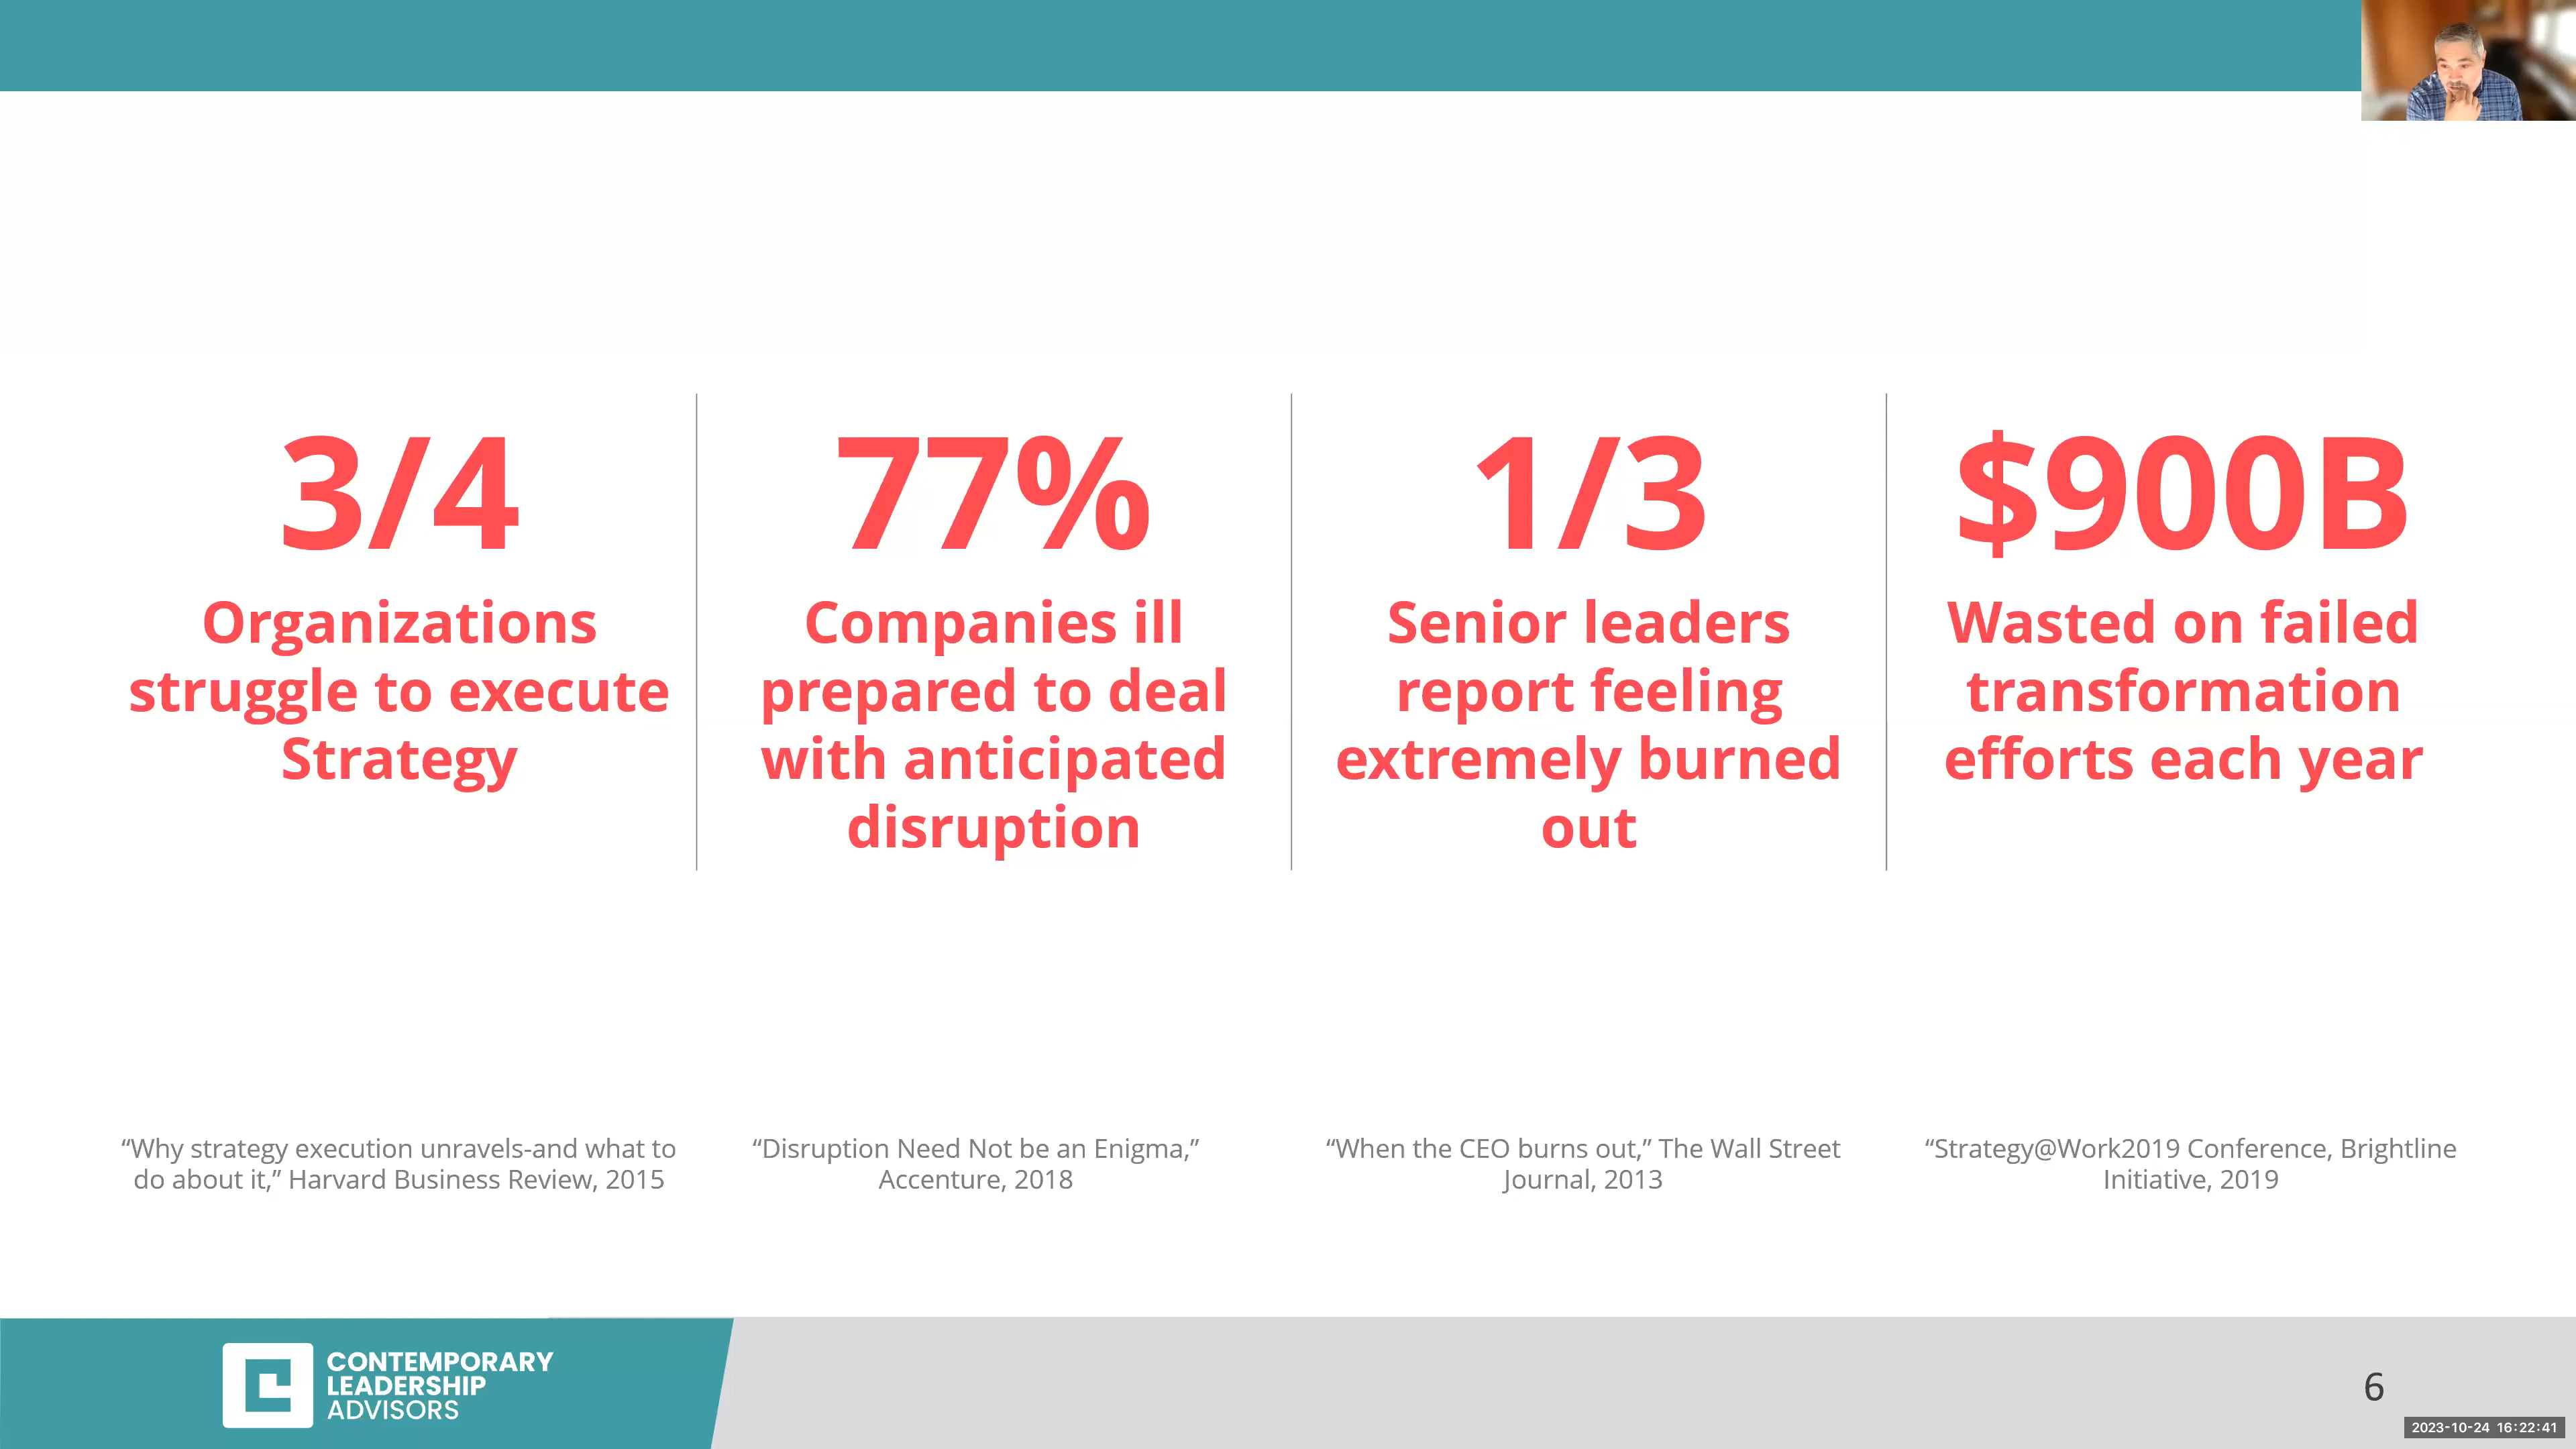 3/4
Organizations
struggle to execute
Strategy
77%
Companies ill
prepared to deal
with anticipated
disruption
1/3
Senior leaders
report feeling
extremely burned
out
$900B
Wasted on failed
transformation
efforts each year
“Why strategy execution unravels-and what to
do about it,” Harvard Business Review, 2015
“Disruption Need Not be an Enigma,”
Accenture, 2018
“When the CEO burns out,” The Wall Street
Journal, 2013
“Strategy@Work2019 Conference, Brightline
Initiative, 2019
CONTEMPORARY
LEADERSHIP
ADVISORS
6
2023-10-24 16:22:41